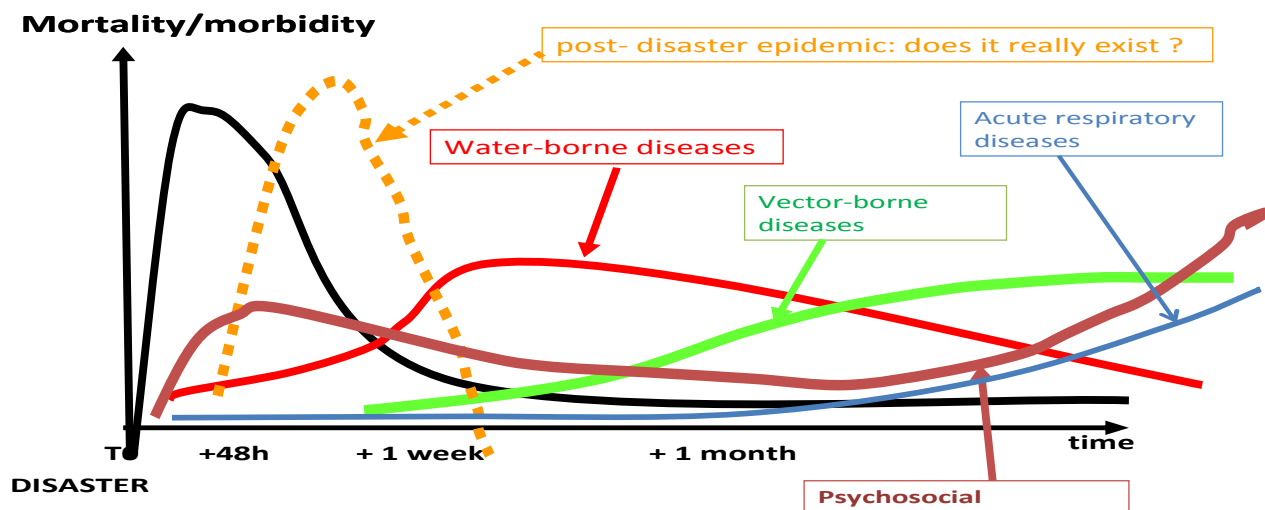 Mortality/morbidity
post- disaster epidemic: does it really exist ?
Acute respiratory
diseases
Water-borne diseases
Vector-borne
diseases
+48h
+ 1 week
+ 1 month
time
DISASTER
Psychosocial